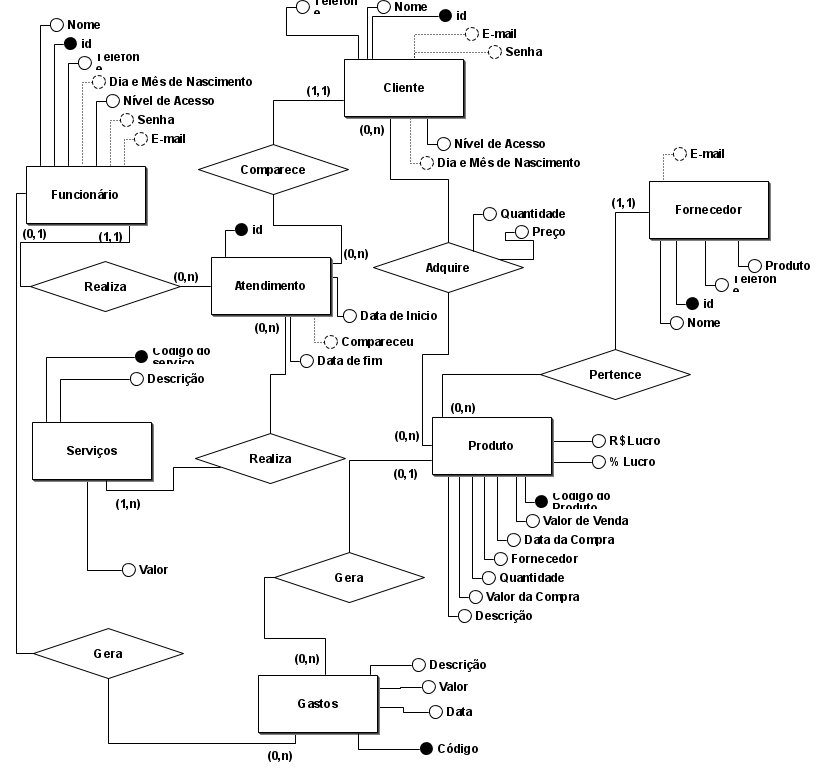 Nome
id
Dia e Mês de Nascimento
Nível de Acesso
Senha
E-mail
Funcionário
(0,1)
(1,1)
Nome
id
E-mail
Senha
Cliente
(1,1)
(0,n)
Nível de Acesso
Dia e Mês de Nascimento
Comparece
E-mail
Fornecedor
(1,1)
Produto
id
Nome
Quantidade
Preço
Adquire
id
(0,n)
Realiza
(0,n)
Atendimento
Data de Inicio
(0,n)
Compareceu
Data de fim
Código do
serviço
Descrição
Serviços
(1,n)
Valor
Realiza
Pertence
(0,n)
(0,n)
Produto
(0,1)
R$ Lucro
% Lucro
Código do
Produto
Valor de Venda
Data da Compra
Fornecedor
Quantidade
Valor da Compra
Descrição
Gera
Gera
(0,n)
Gastos
(0,n)
Descrição
Valor
Data
Código